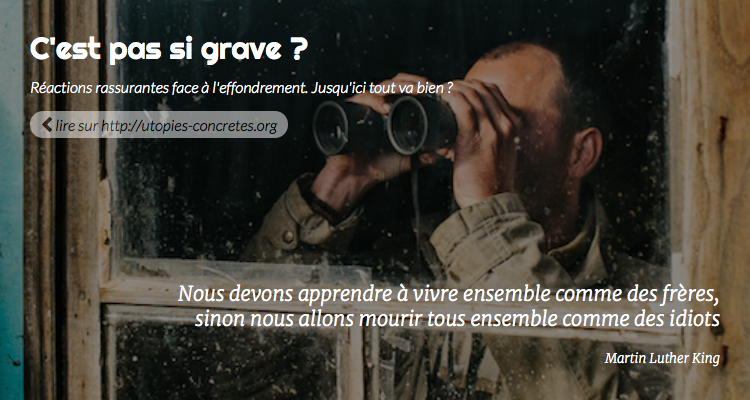 C'est pas si grave ?
Réactions rassurantes face à l'effondrement. Jusqu'ici tout va bien ?
lire sur http://utopies-concretes.org
Nous devons apprendre à vivre ensemble comme des frères,
sinon nous allons mourir tous ensemble comme des idiots
Martin Luther King